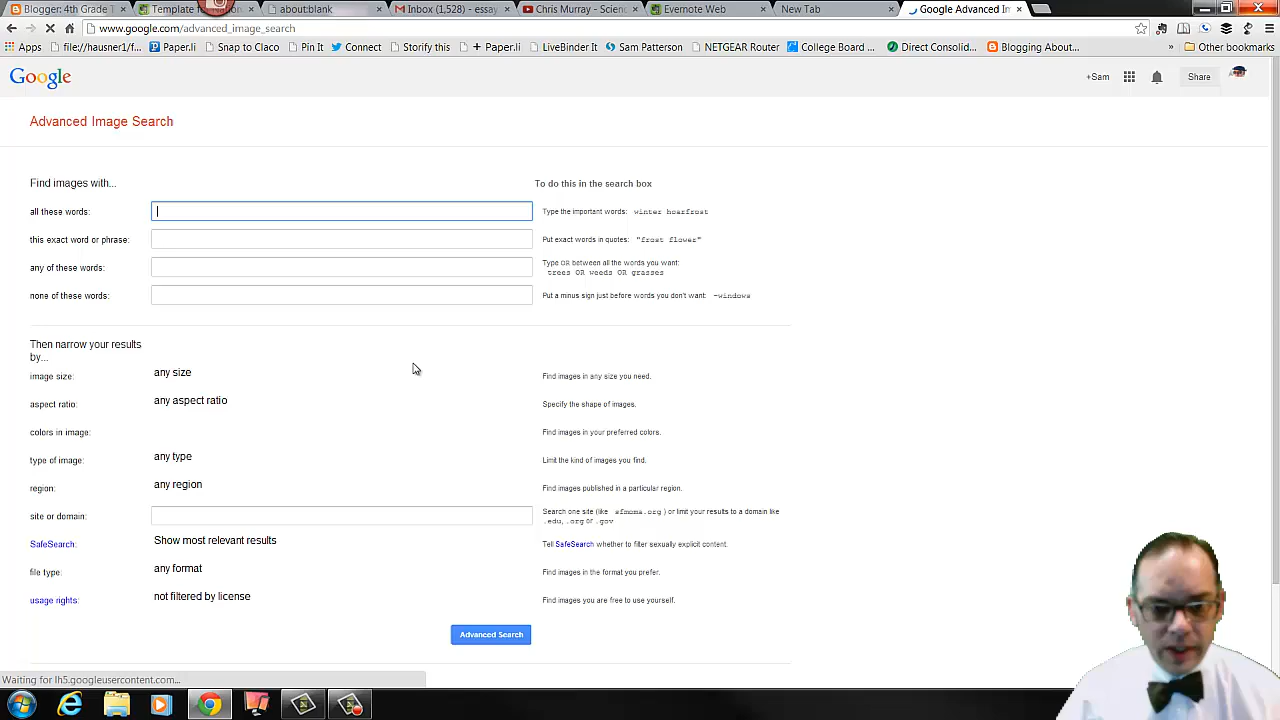 Blogger: 4th Grade 1
Template
aboutblank
Inbox (1,528) - essay
Chris Murray - Scienc
Evernote Web
New Tab
Google Advanced Im
www.google.com/advanced_image_search
Apps
Paper.li
Snap to Claco
Pin It
Connect
Storify this
+ Paper.li
LiveBinder It
Sam Patterson
NETGEAR Router
College Board ...
Direct Consolid...
Blogging About...
»
Other bookmarks
Google
+Sam
Share
Advanced Image Search
Find images with...
To do this in the search box
all these words:
Type the important words: winter hoarfrost
this exact word or phrase:
Put exact words in quotes: "frost flower"
any of these words:
Type OR between all the words you want:
trees OR weeds OR grasses
none of these words:
Put a minus sign just before words you don't want: -windows
Then narrow your results
by...
image size:
any size
Find images in any size you need.
aspect ratio:
any aspect ratio
Specify the shape of images.
colors in image:
Find images in your preferred colors.
type of image:
any type
Limit the kind of images you find.
region:
any region
Find images published in a particular region.
site or domain:
Search one site (like sfmoma.org ) or limit your results to a domain like
.edu, .org or .gov
SafeSearch:
Show most relevant results
Tell SafeSearch whether to filter sexually explicit content.
file type:
any format
Find images in the format you prefer.
usage rights:
not filtered by license
Find images you are free to use yourself.
Advanced Search
Waiting for lh5.googleusercontent.com...